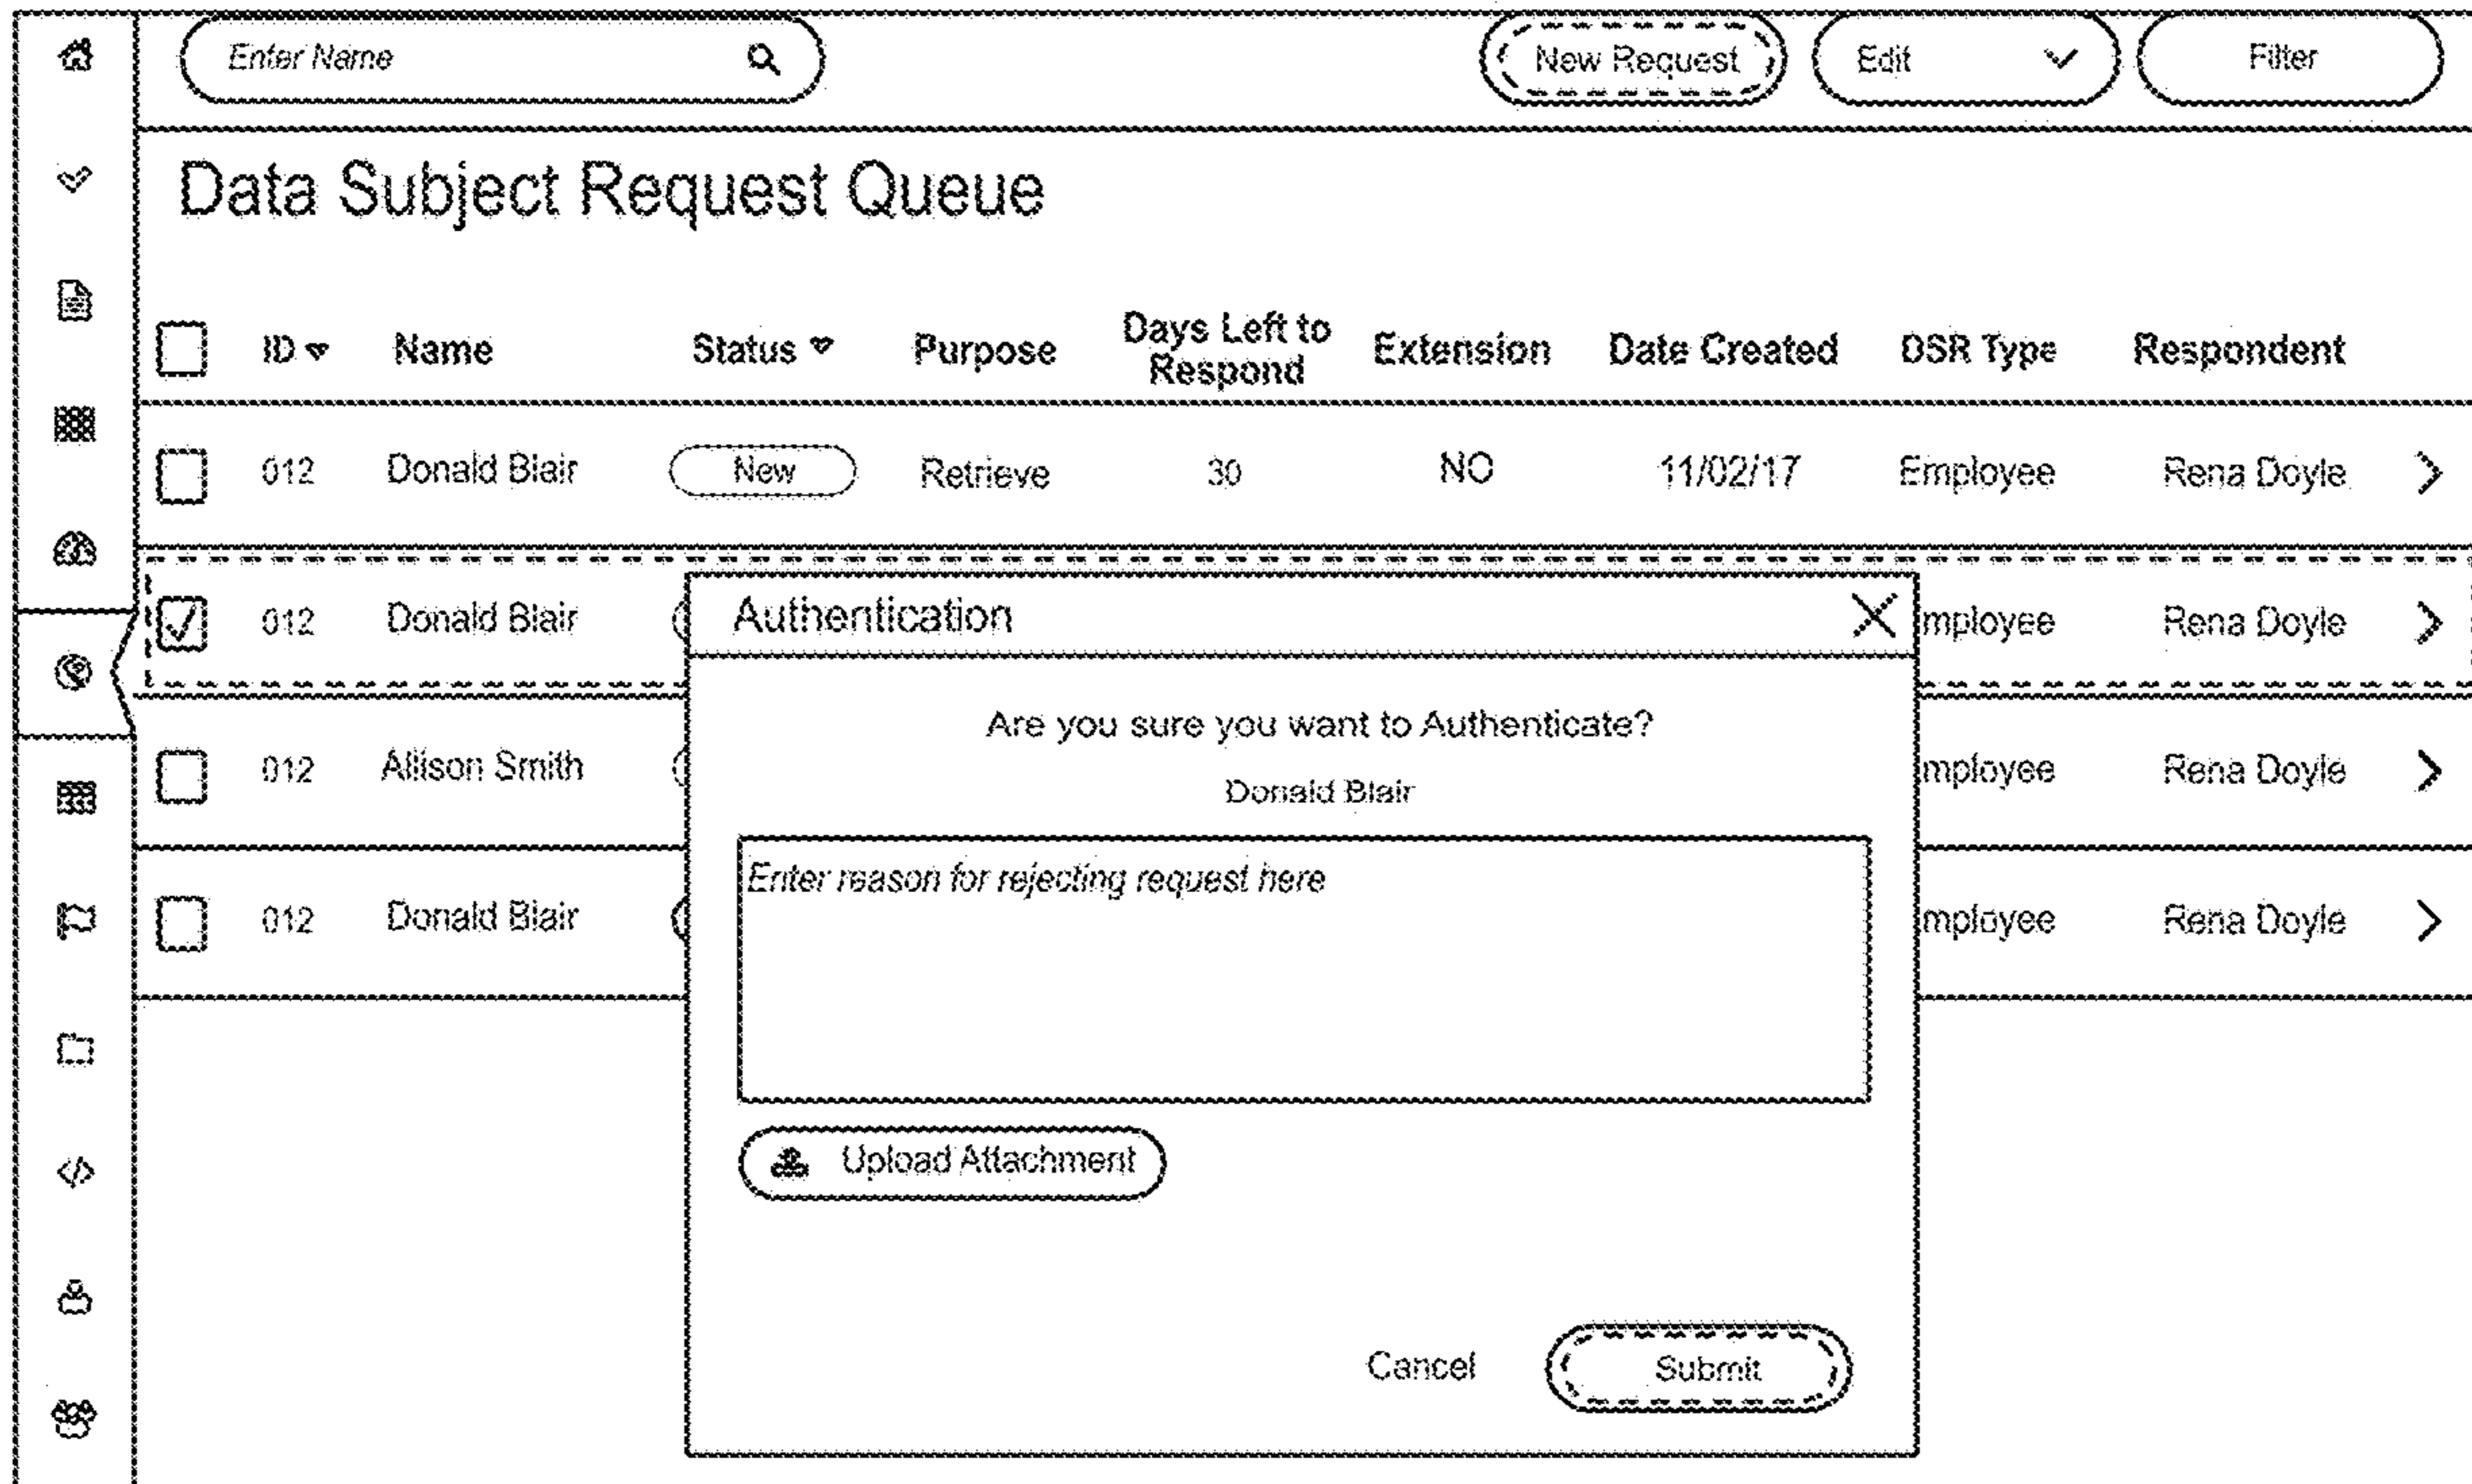 Enter Name New Request Edit Filter
Data Subject Request Queue
ID Name Status Purpose Days Left to Respond Extension Date Created DSR Type Respondent
012 Donald Blair New Retrieve 30 NO 11/02/17 Employee Rena Doyle
012 Donald Blair mployee Rena Doyle
Authentication
Are you sure you want to Authenticate?
Donald Blair
012 Allison Smith mployee Rena Doyle
Enter reason for rejecting request here
012 Donald Blair mployee Rena Doyle
Upload Attachment
Cancel Submit